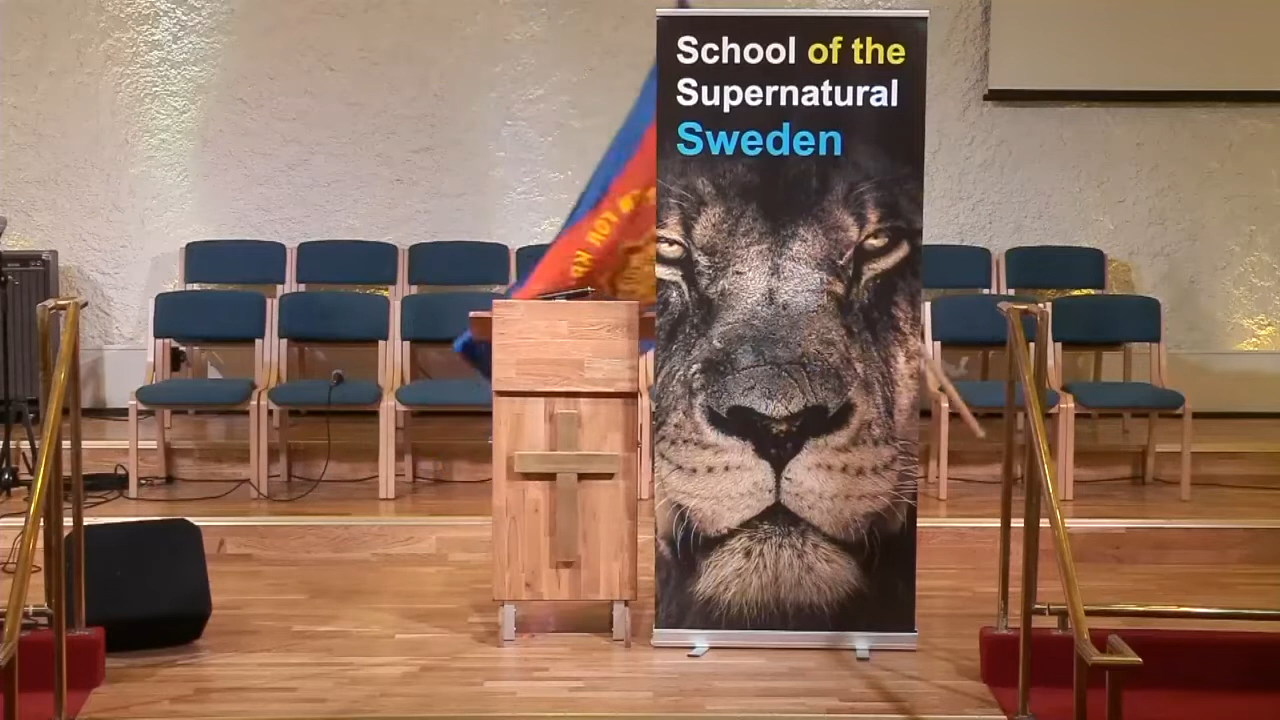 School of the
Supernatural
Sweden